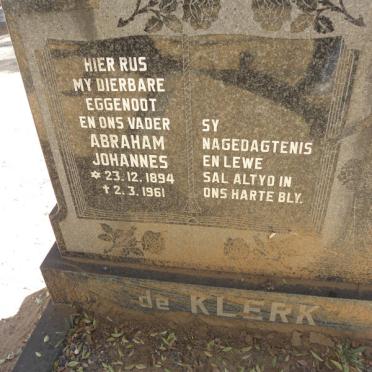 HIER RUS
MY DIERBARE
EGGENOOT
EN ONS VADER
ABRAHAM
JOHANNES
✡ 23.12.1894
✝ 2.3.1961
SY
NAGEDAGTENIS
EN LEWE
SAL ALTYD IN
ONS HARTE BLY.
de KLERK